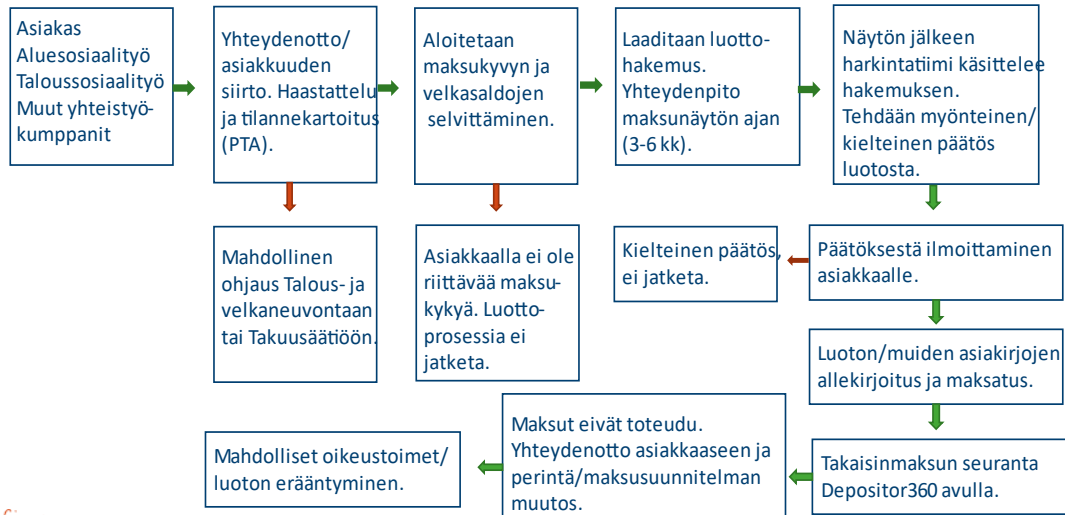 Asiakas
Aluesosiaalityö
Taloussosiaalityö
Muut yhteistyö-
kumppanit
Yhteydenotto/
asiakkuuden
siirto. Haastattelu
ja tilannekartoitus
(PTA).
Aloitetaan
maksukyvyn ja
velkasaldojen
selvittäminen.
Laaditaan luotto-
hakemus.
Yhteydenpito
maksunäytön ajan
(3-6 kk).
Näytön jälkeen
harkintatiimi käsittelee
hakemuksen.
Tehdään myönteinen/
kielteinen päätös
luotosta.
Mahdollinen
ohjaus Talous- ja
velkaneuvontaan
tai Takuusäätiöön.
Asiakkaalla ei ole
riittävää maksu-
kykyä. Luotto-
prosessia ei
jatketa.
Kielteinen päätös,
ei jatketa.
Päätöksestä ilmoittaminen
asiakkaalle.
Luoton/muiden asiakirjojen
allekirjoitus ja maksatus.
Takaisinmaksun seuranta
Depositor360 avulla.
Maksut eivät toteudu.
Yhteydenotto asiakkaaseen ja
perintä/maksusuunnitelman
muutos.
Mahdolliset oikeustoimet/
luoton erääntyminen.